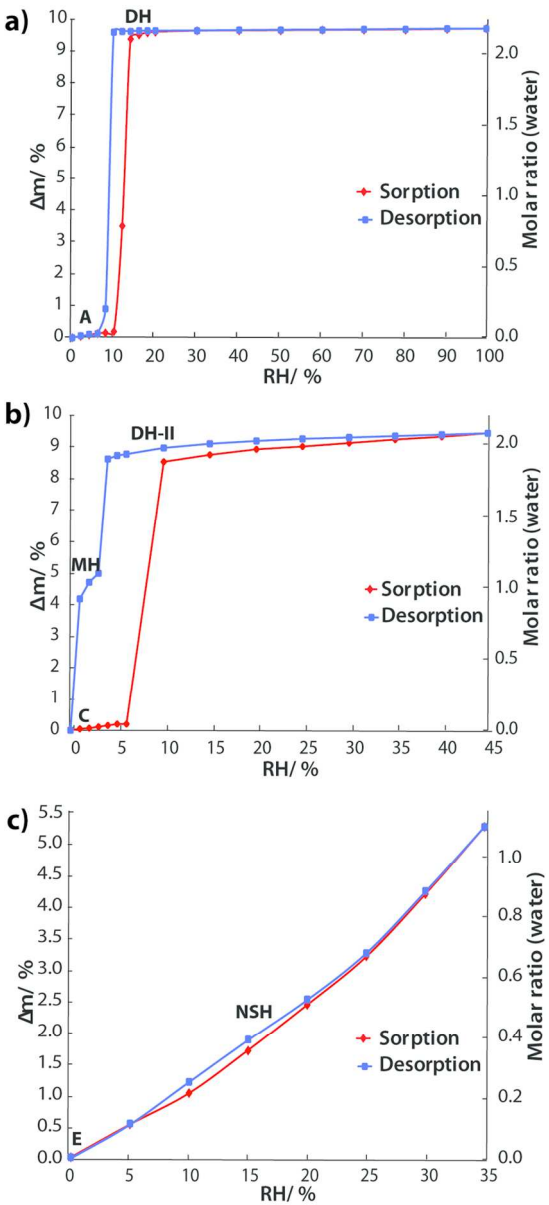 a)
DH
10
9
8
7
6
5
4
3
2
1
0
Δm/ %
A
2.0
1.5
1.0
0.5
0.0
Molar ratio (water)
Sorption
Desorption
0 10 20 30 40 50 60 70 80 90 100
RH/ %
b)
DH-II
10
9
8
7
6
5
4
3
2
1
0
Δm/ %
MH
C
2.0
1.5
1.0
0.5
0.0
Molar ratio (water)
Sorption
Desorption
0 5 10 15 20 25 30 35 40 45
RH/ %
c)
5.5
5.0
4.5
4.0
3.5
3.0
2.5
2.0
1.5
1.0
0.5
0.0
Δm/ %
NSH
E
1.0
0.6
0.4
0.2
0.0
Molar ratio (water)
Sorption
Desorption
0 5 10 15 20 25 30 35
RH/ %